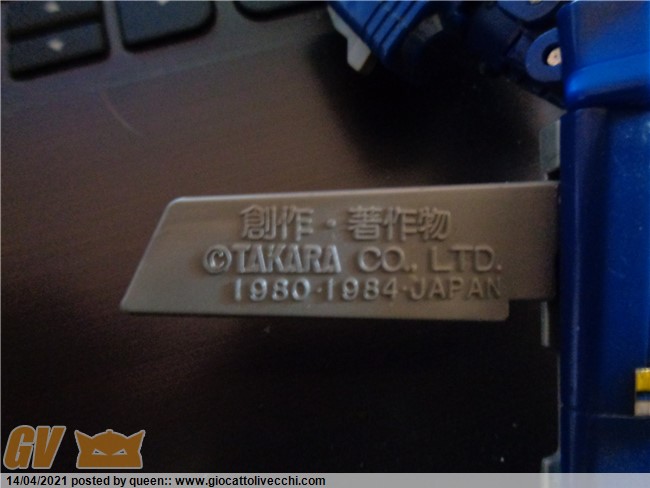 創作・著作物
©TAKARA CO., LTD.
1980・1984・JAPAN
GV
14/04/2021 posted by queen:: www.giocattolivecchi.com